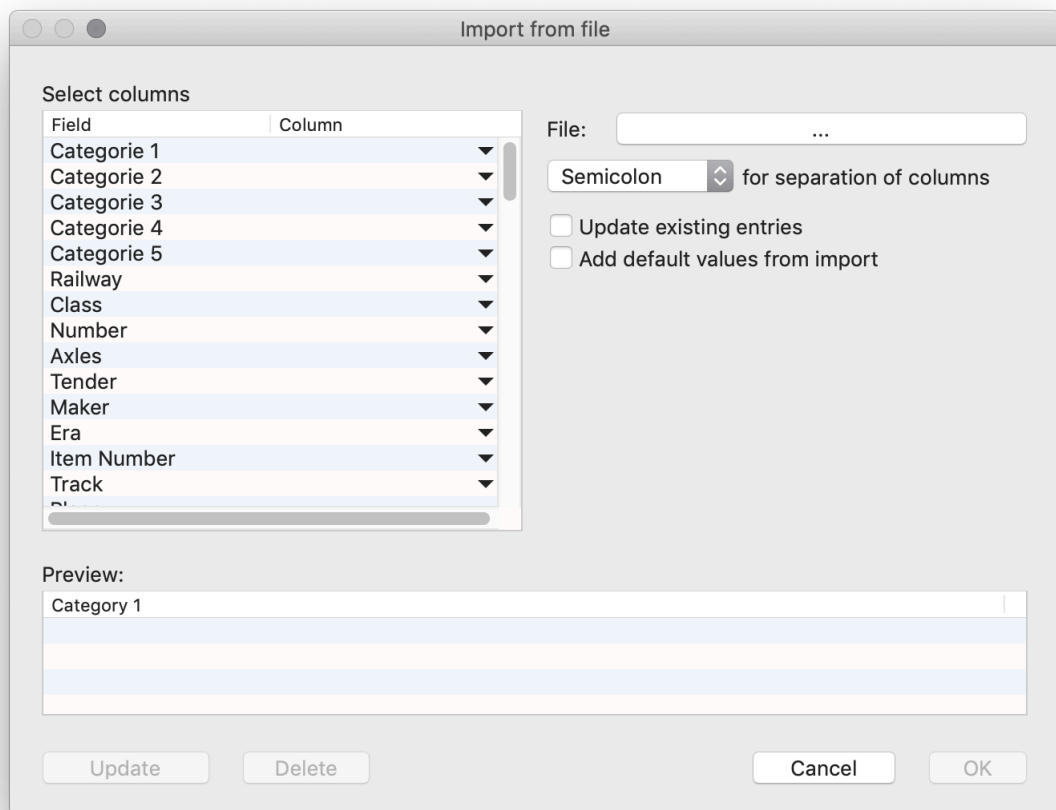 Import from file
Select columns
Field Column
Categorie 1
Categorie 2
Categorie 3
Categorie 4
Categorie 5
Railway
Class
Number
Axles
Tender
Maker
Era
Item Number
Track
File: ...
Semicolon for separation of columns
Update existing entries
Add default values from import
Preview:
Category 1
Update Delete Cancel OK